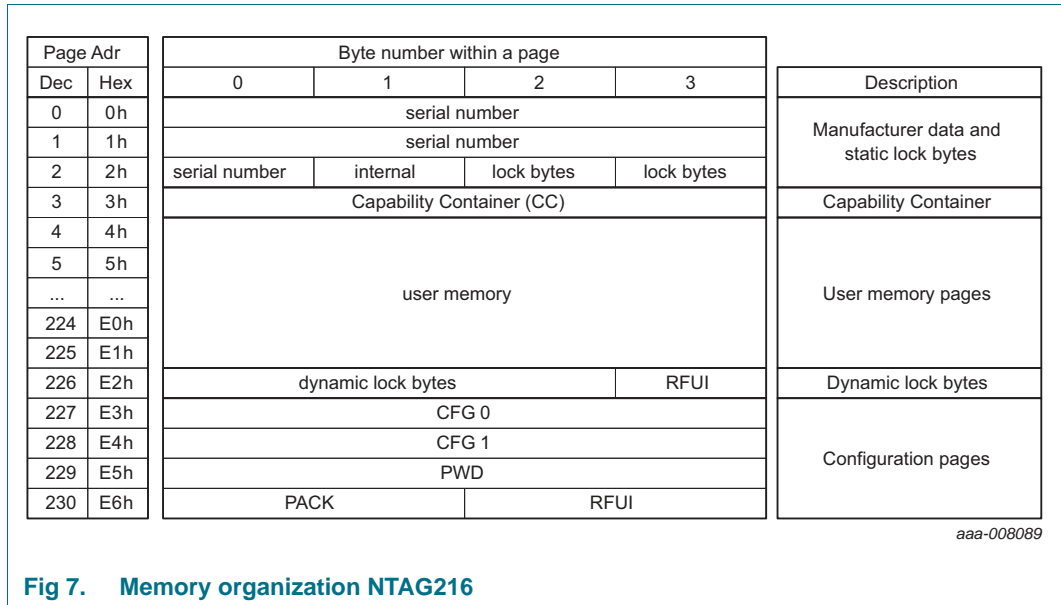 Page Adr Byte number within a page
Dec Hex 0 1 2 3 Description
0 0h serial number
Manufacturer data and
1 1h serial number
static lock bytes
2 2h serial number internal lock bytes lock bytes
3 3h Capability Container (CC) Capability Container
4 4h
5 5h
... ... user memory User memory pages
224 E0h
225 E1h
226 E2h dynamic lock bytes RFUI Dynamic lock bytes
227 E3h CFG 0
228 E4h CFG 1
Configuration pages
229 E5h PWD
230 E6h PACK RFUI
aaa-008089
Fig 7. Memory organization NTAG216